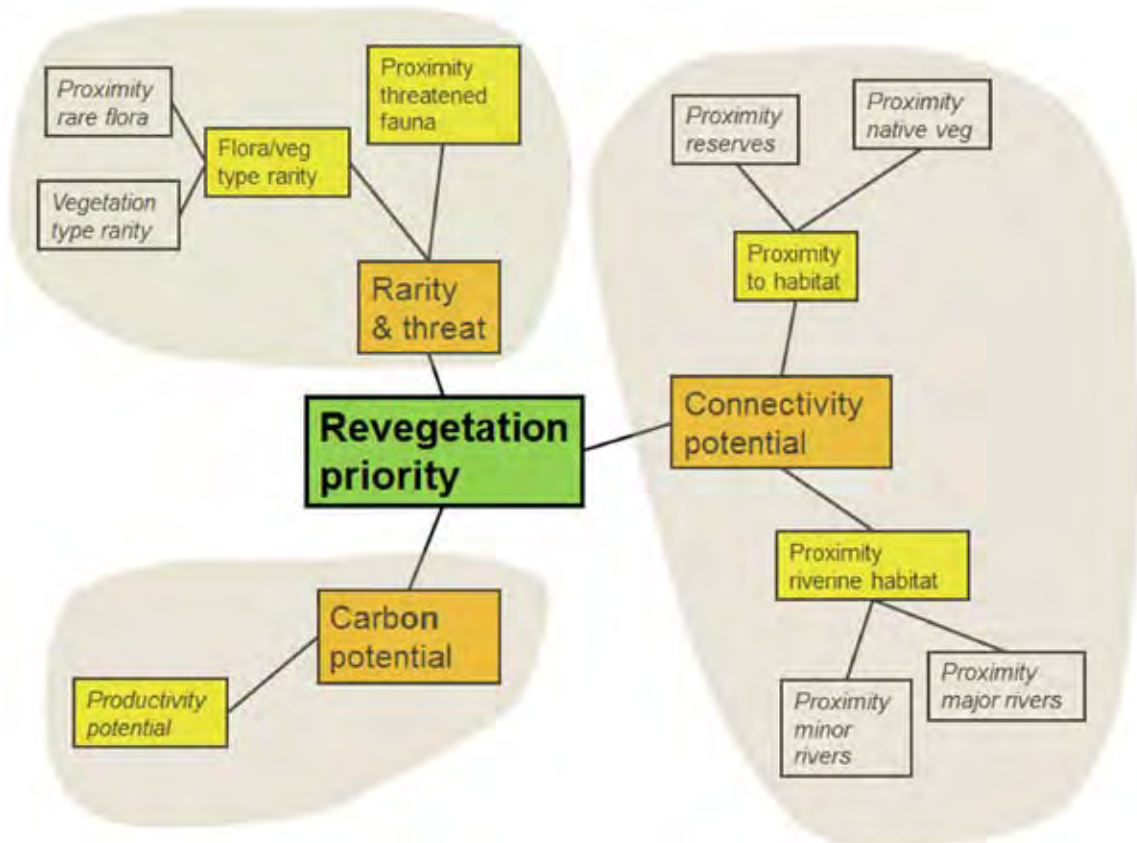 Proximity
rare flora
Vegetation
type rarity
Flora/veg
type rarity
Proximity
threatened
fauna
Rarity
& threat
Revegetation
priority
Carbon
potential
Productivity
potential
Connectivity
potential
Proximity
to habitat
Proximity
reserves
Proximity
native veg
Proximity
riverine habitat
Proximity
minor
rivers
Proximity
major rivers